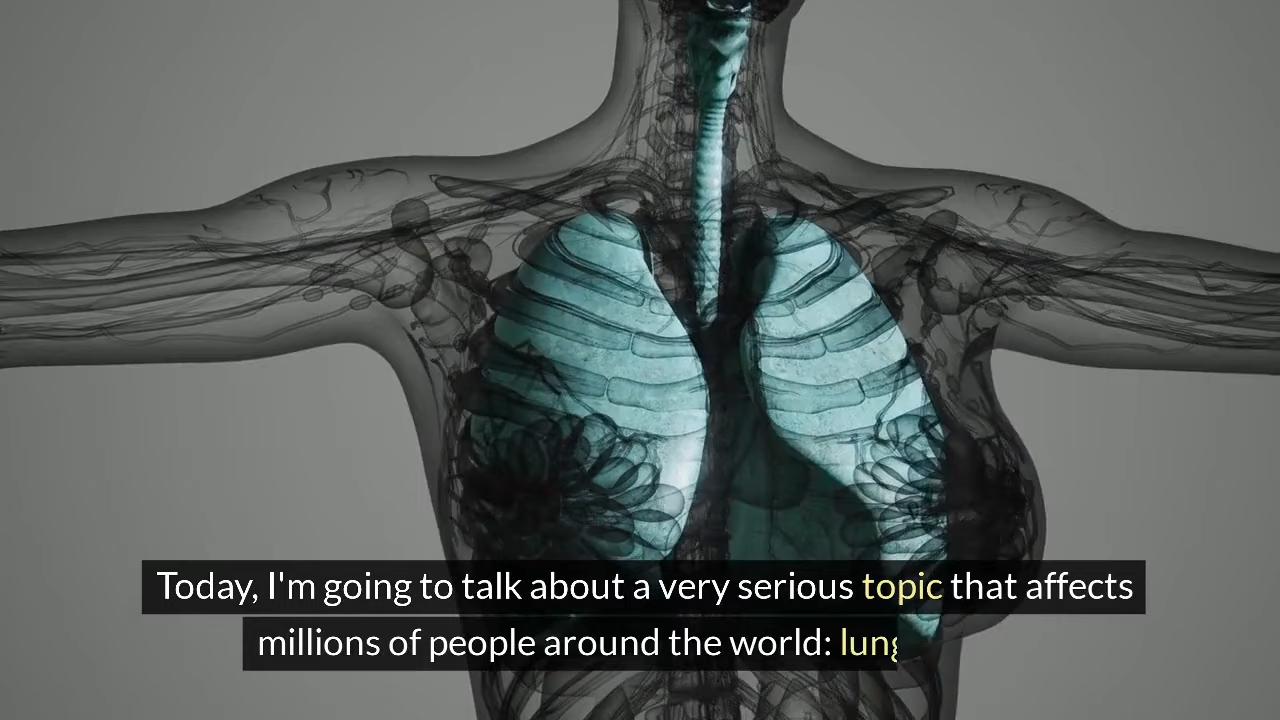 Today, I'm going to talk about a very serious topic that affects
millions of people around the world: lung